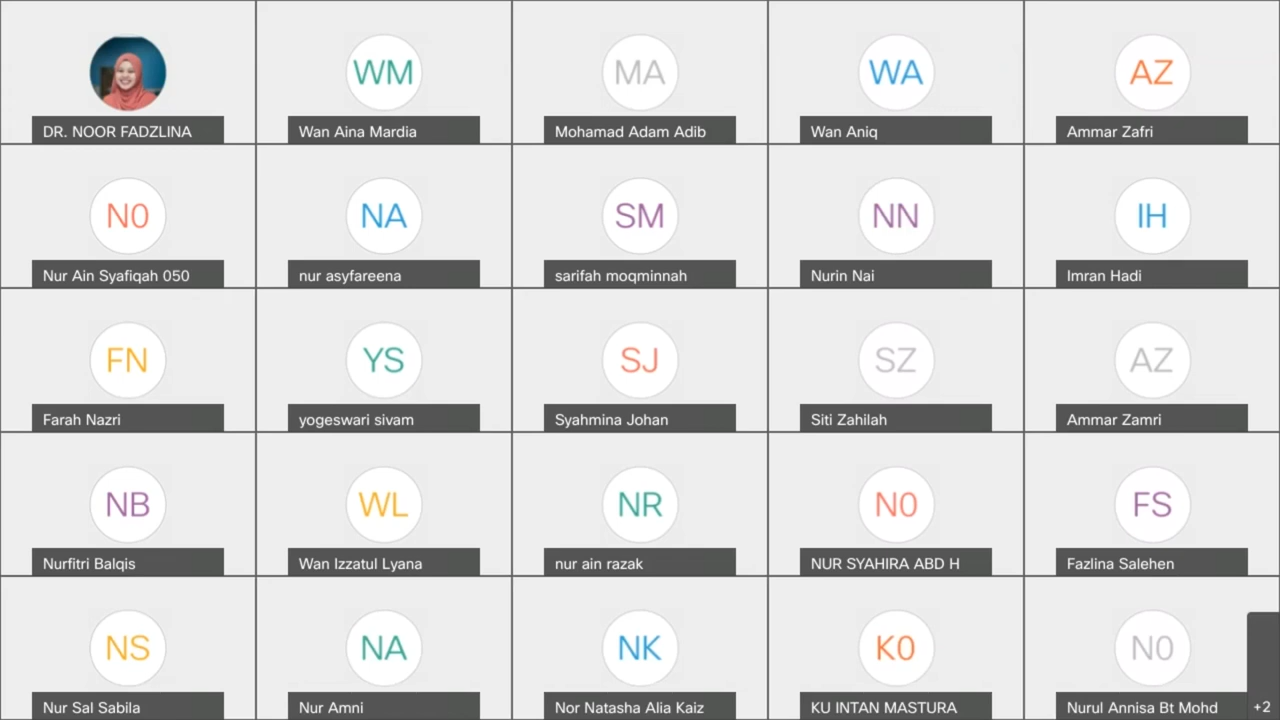 DR. NOOR FADZLINA
WM
Wan Aina Mardia
MA
Mohamad Adam Adib
WA
Wan Aniq
AZ
Ammar Zafri
N0
Nur Ain Syafiqah 050
NA
nur asyfareena
SM
sarifah moqminnah
NN
Nurin Nai
IH
Imran Hadi
FN
Farah Nazri
YS
yogeswari sivam
SJ
Syahmina Johan
SZ
Siti Zahilah
AZ
Ammar Zamri
NB
Nurfitri Balqis
WL
Wan Izzatul Lyana
NR
nur ain razak
N0
NUR SYAHIRA ABD H
FS
Fazlina Salehen
NS
Nur Sal Sabila
NA
Nur Amni
NK
Nor Natasha Alia Kaiz
K0
KU INTAN MASTURA
N0
Nurul Annisa Bt Mohd
+2